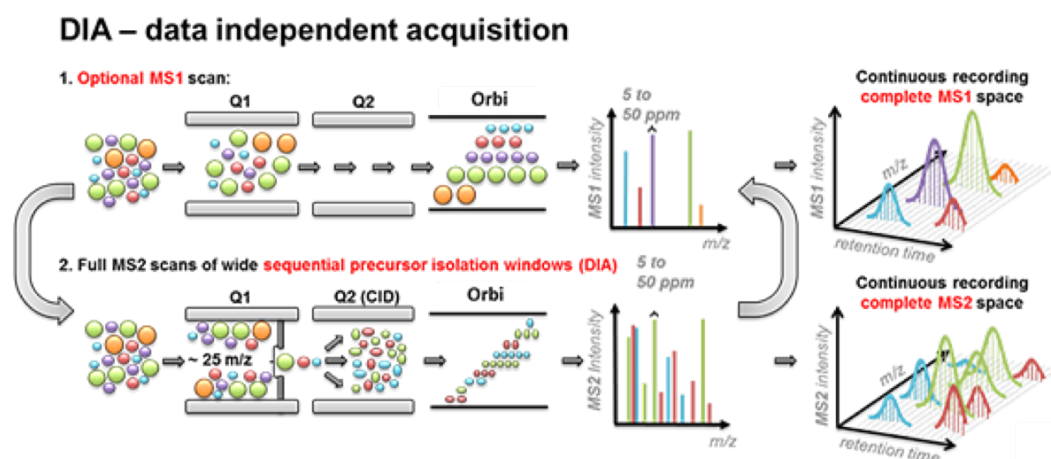 DIA – data independent acquisition
1. Optional MS1 scan:
Q1
Q2
Orbi
5 to
50 ppm
MS1 intensity
m/z
Continuous recording
complete MS1 space
MS1 intensity
m/z
retention time
2. Full MS2 scans of wide sequential precursor isolation windows (DIA)
Q1
~ 25 m/z
Q2 (CID)
Orbi
5 to
50 ppm
MS2 Intensity
m/z
Continuous recording
complete MS2 space
MS2 intensity
m/z
retention time